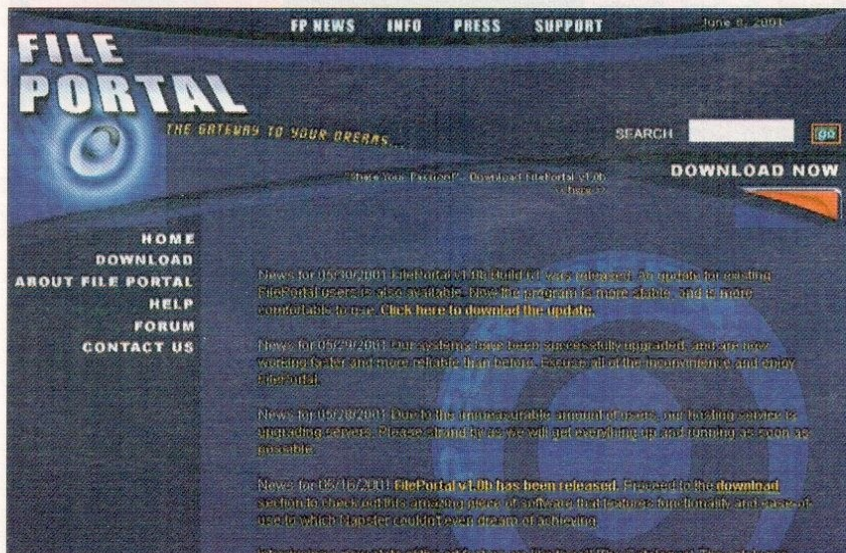 FP NEWS INFO PRESS SUPPORT June 8, 2001
FILE
PORTAL
THE GATEWAY TO YOUR DREAMS...
SEARCH go
"Share Your Passion!" - Download FilePortal v1.0b
DOWNLOAD NOW
HOME
DOWNLOAD
ABOUT FILE PORTAL
HELP
FORUM
CONTACT US
News for 05/30/2001 FilePortal v1.0b Build 61 was released. An update for existing
FilePortal users is also available. Now the program is more stable, and is more
comfortable to use. Click here to downlad the update.
News for 05/29/2001 Our systems have been successfully upgraded, and are now
working faster and more reliable than before. Excuse all of the inconvinience and enjoy
FilePortal.
News for 05/28/2001 Due to the immeasurable amount of users, our hosting service is
upgrading servers. Please strand by as we will get everything up and running as soon as
possible.
News for 05/16/2001 FilePortal v1.0b has been released. Proceed to the download
section to check out this amazing piece of software that features functionality and ease-of-
use to which Napster couldn't even dream of achieving.